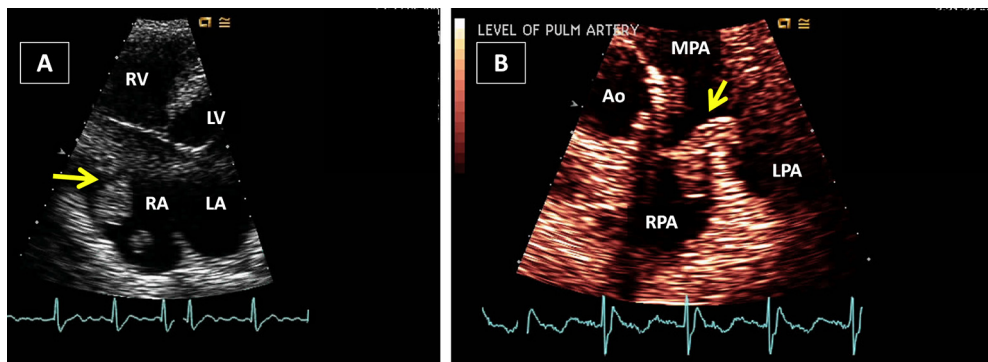 A
RV
LV
RA
LA
LEVEL OF PULM ARTERY
B
MPA
Ao
LPA
RPA